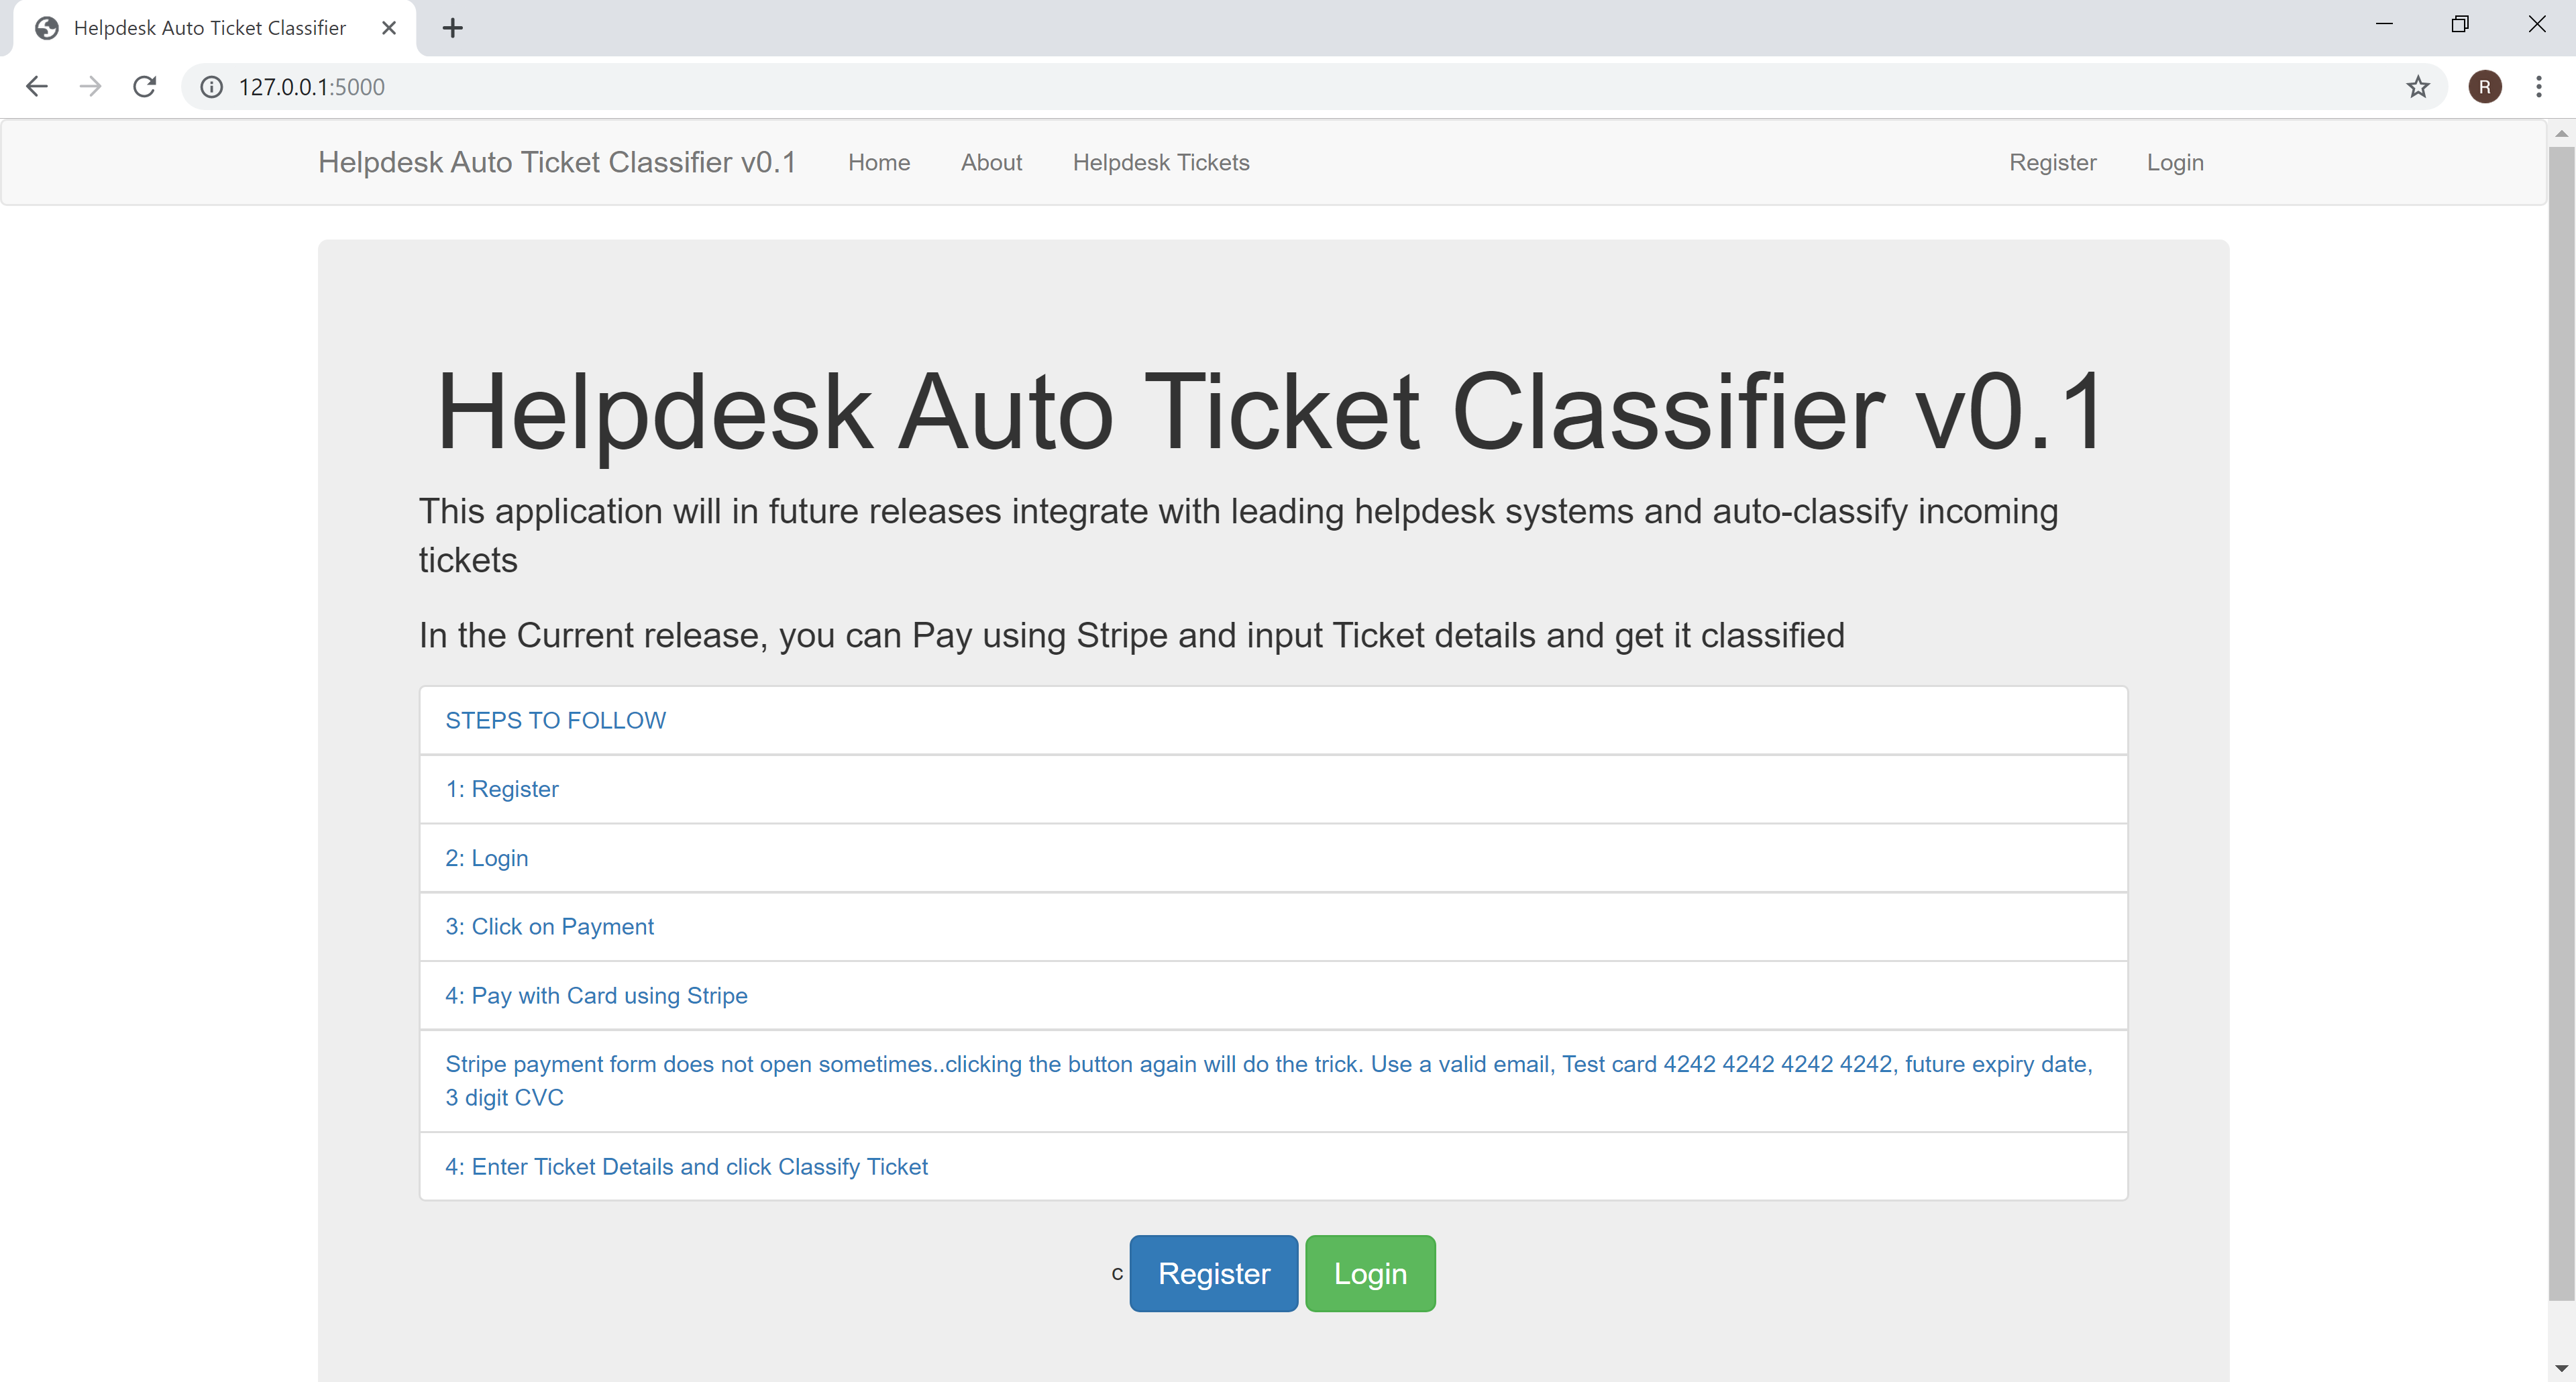 Helpdesk Auto Ticket Classifier
127.0.0.1:5000
R
Helpdesk Auto Ticket Classifier v0.1 Home About Helpdesk Tickets Register Login
Helpdesk Auto Ticket Classifier v0.1
This application will in future releases integrate with leading helpdesk systems and auto-classify incoming
tickets
In the Current release, you can Pay using Stripe and input Ticket details and get it classified
STEPS TO FOLLOW
1: Register
2: Login
3: Click on Payment
4: Pay with Card using Stripe
Stripe payment form does not open sometimes..clicking the button again will do the trick. Use a valid email, Test card 4242 4242 4242 4242, future expiry date,
3 digit CVC
4: Enter Ticket Details and click Classify Ticket
c Register Login